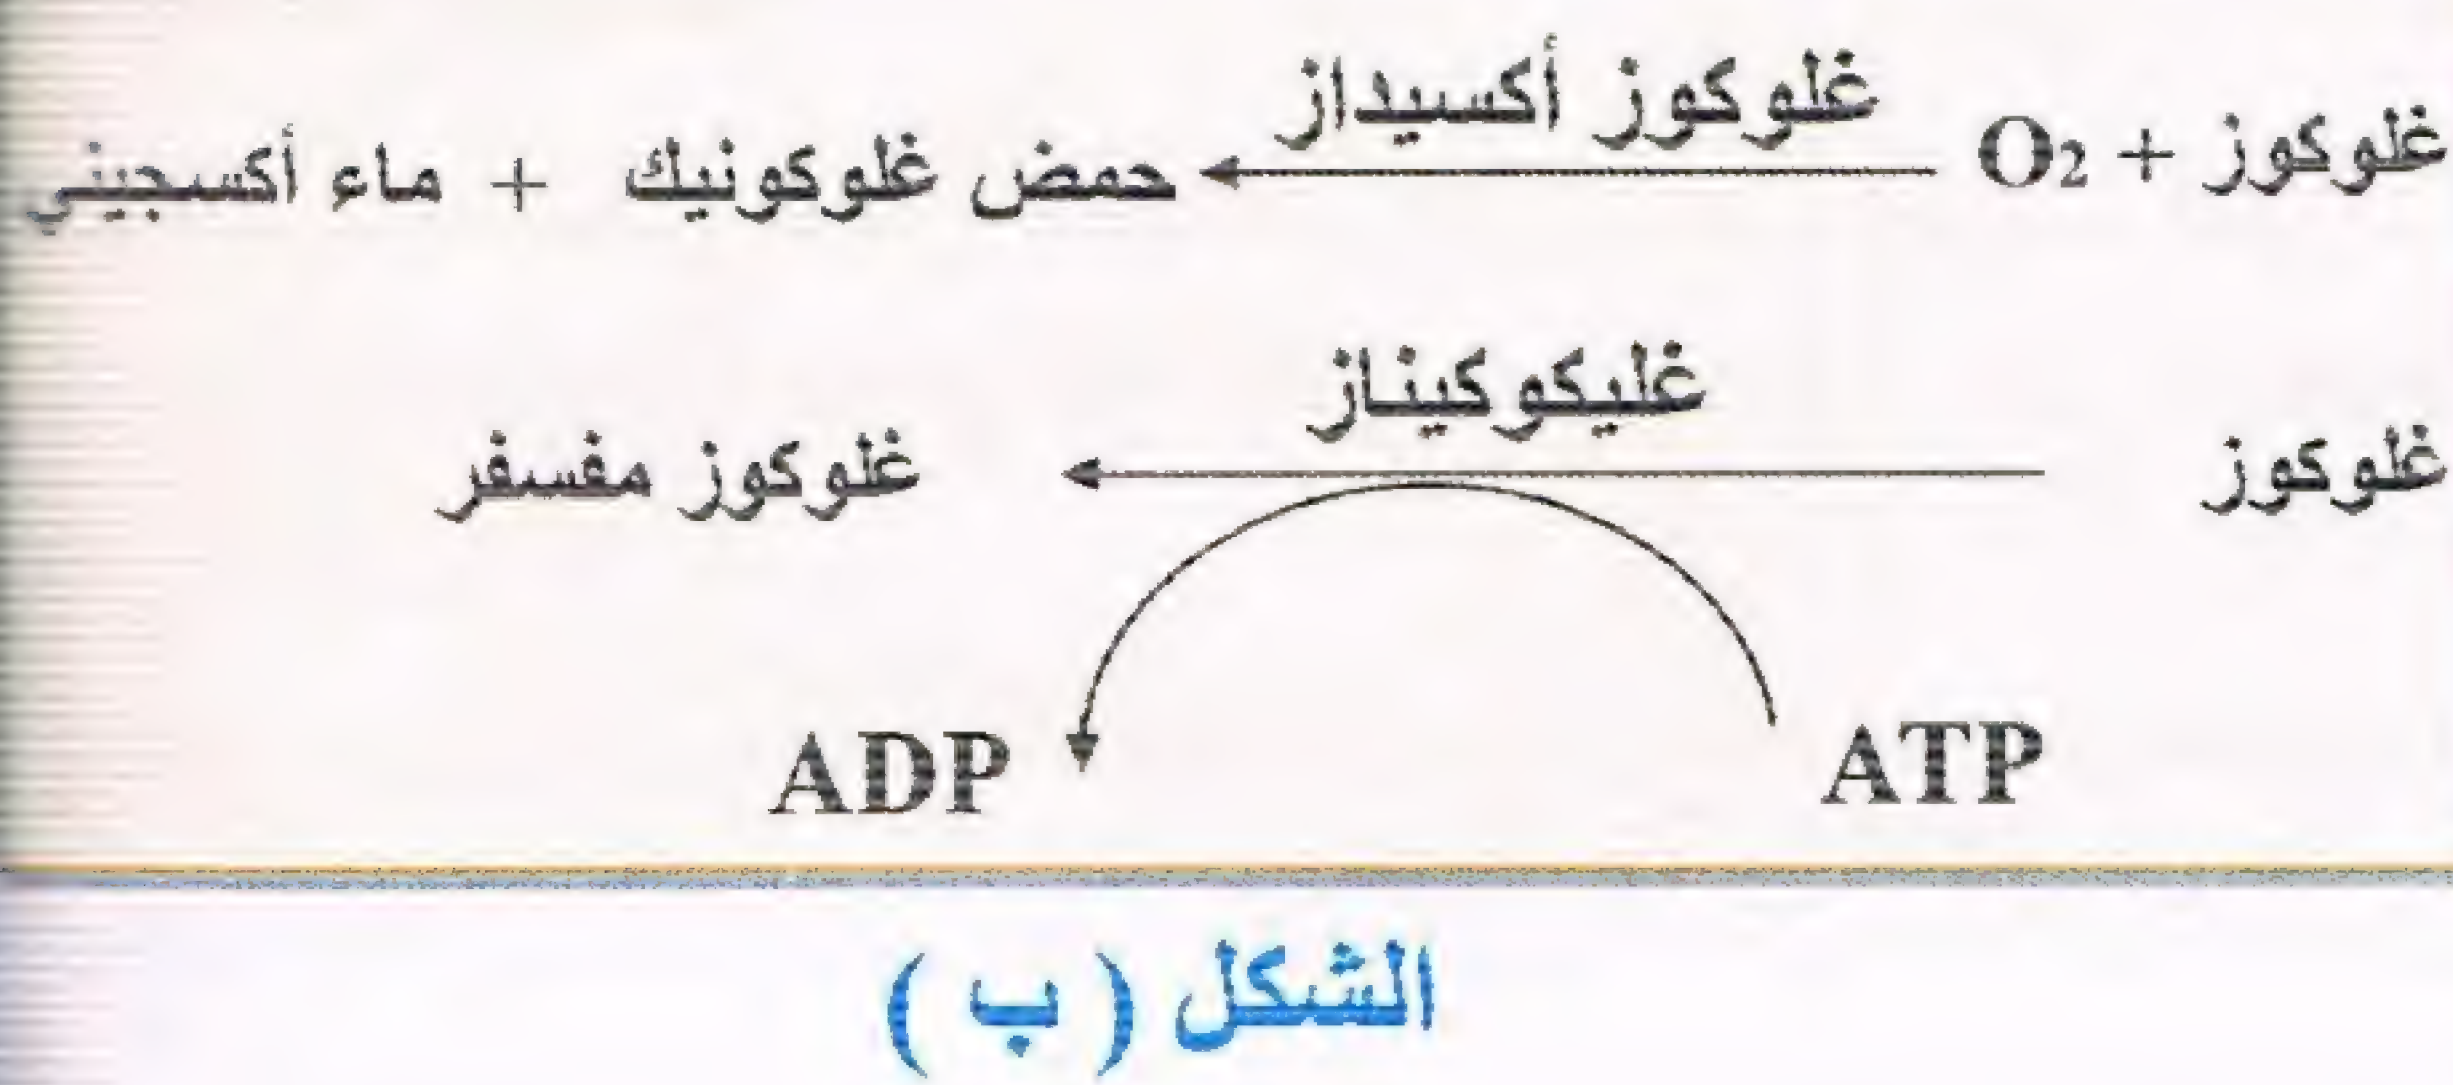 غلوكوز + O2 غلوكوز أكسيداز حمض غلوكونيك + ماء أكسجيني
غليكوكيناز
غلوكوز غلوكوز مفسفر
ATP ADP
الشكل ( ب )